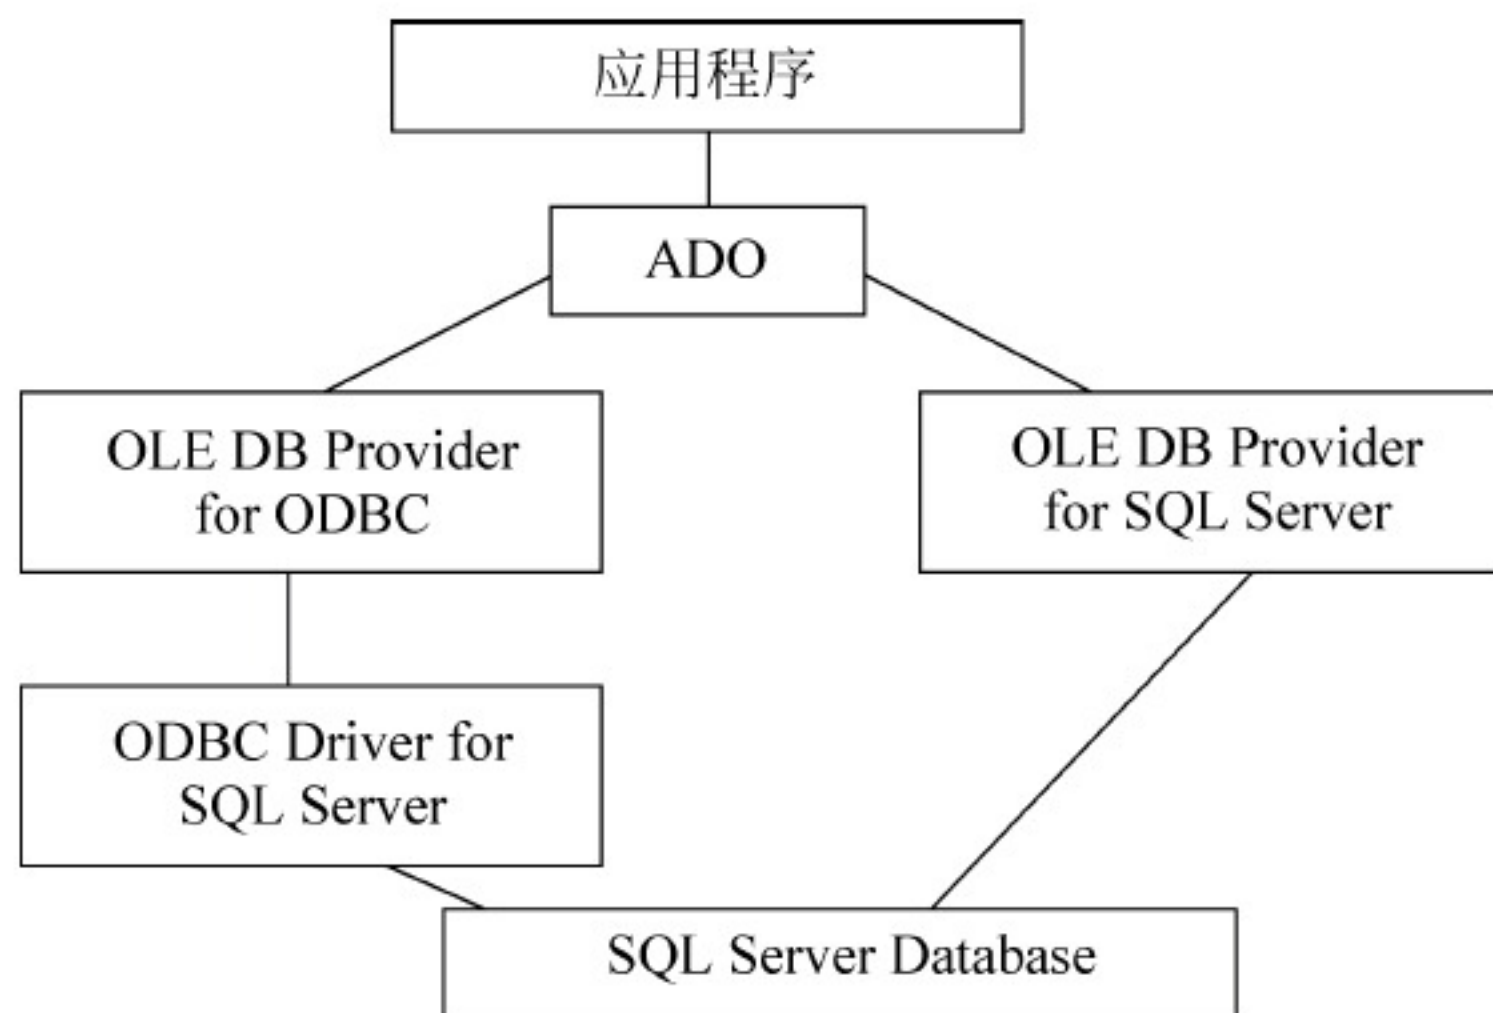 应用程序
ADO
OLE DB Provider
for ODBC
OLE DB Provider
for SQL Server
ODBC Driver for
SQL Server
SQL Server Database